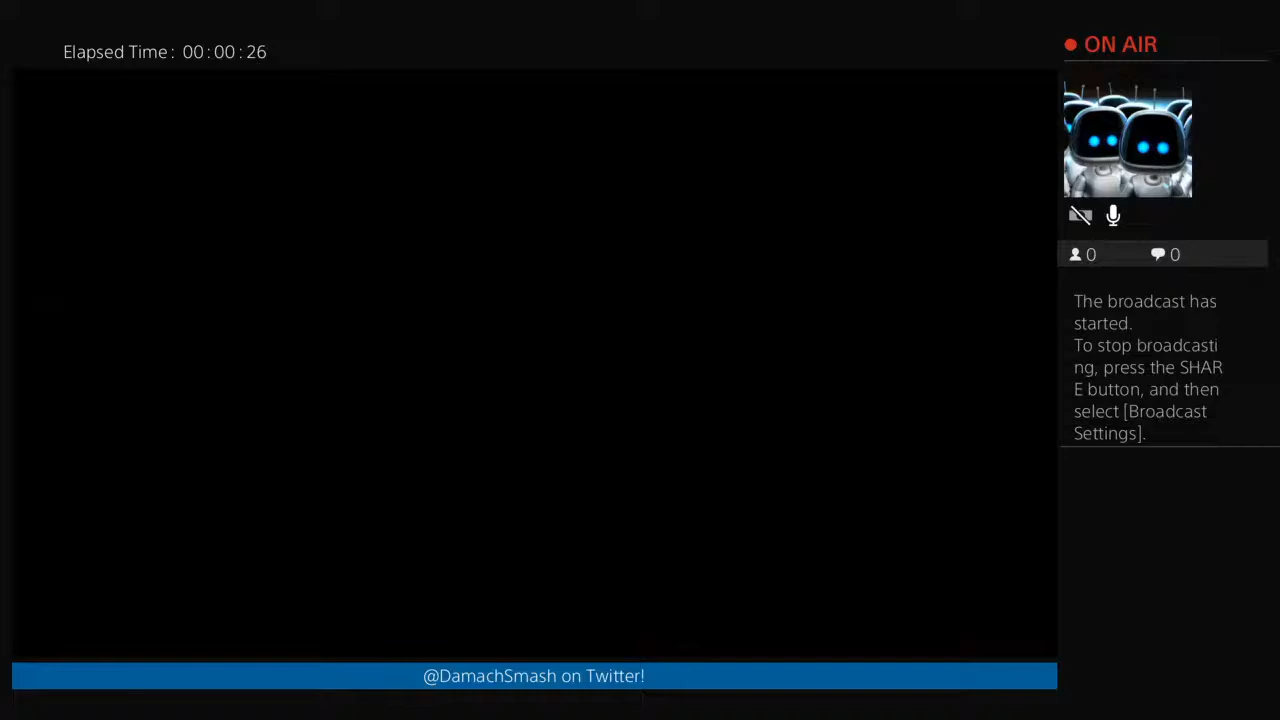 Elapsed Time: 00:00:26
ON AIR
0 0
The broadcast has
started.
To stop broadcasti
ng, press the SHAR
E button, and then
select [Broadcast
Settings].
@DamachSmash on Twitter!